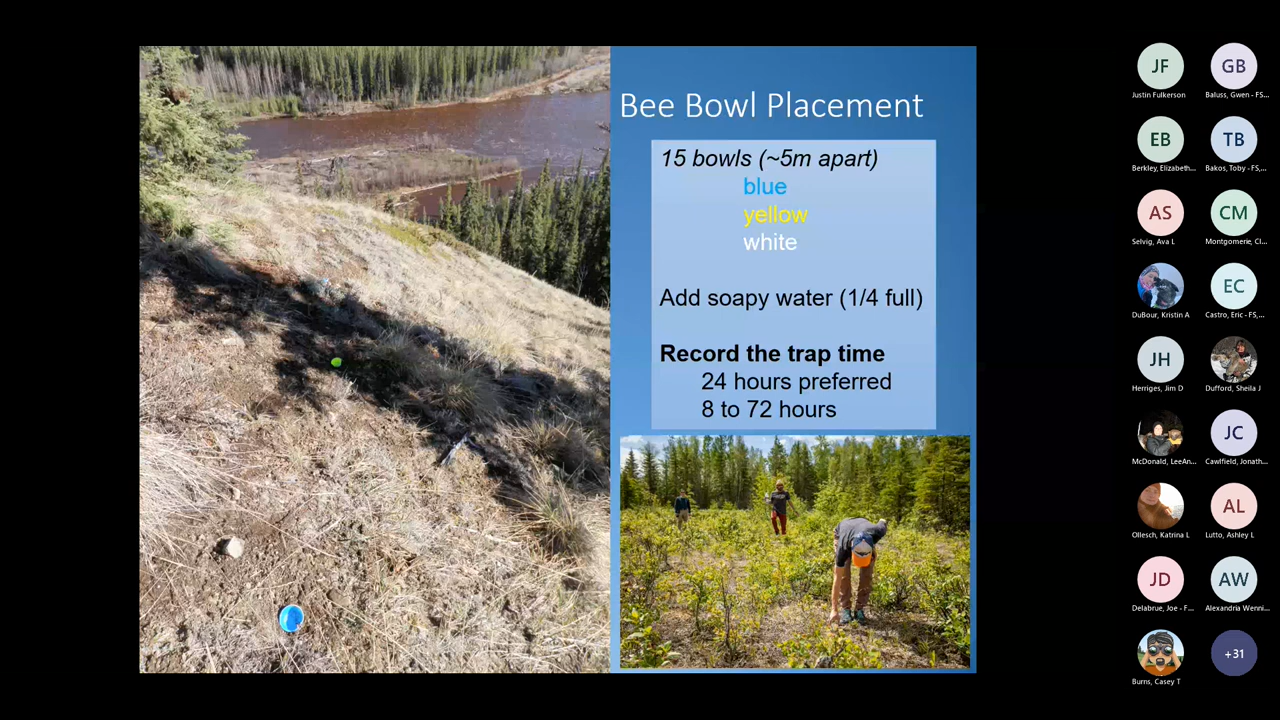 Bee Bowl Placement
15 bowls (~5m apart)
blue
yellow
white
Add soapy water (1/4 full)
Record the trap time
24 hours preferred
8 to 72 hours
JF
GB
Justin Fulkerson
Baluss, Gwen - FS...
EB
TB
Berkley, Elizabeth...
Bakos, Toby - FS,...
AS
CM
Selvig, Ava L
Montgomerie, Cl...
EC
DuBour, Kristin A
Castro, Eric - FS,...
JH
Herriges, Jim D
Dufford, Sheila J
JC
McDonald, LeeAn...
Cawlfield, Jonath...
AL
Ollesch, Katrina L
Lutto, Ashley L
JD
AW
Delabrue, Joe - F...
Alexandria Wenni...
+31
Burns, Casey T